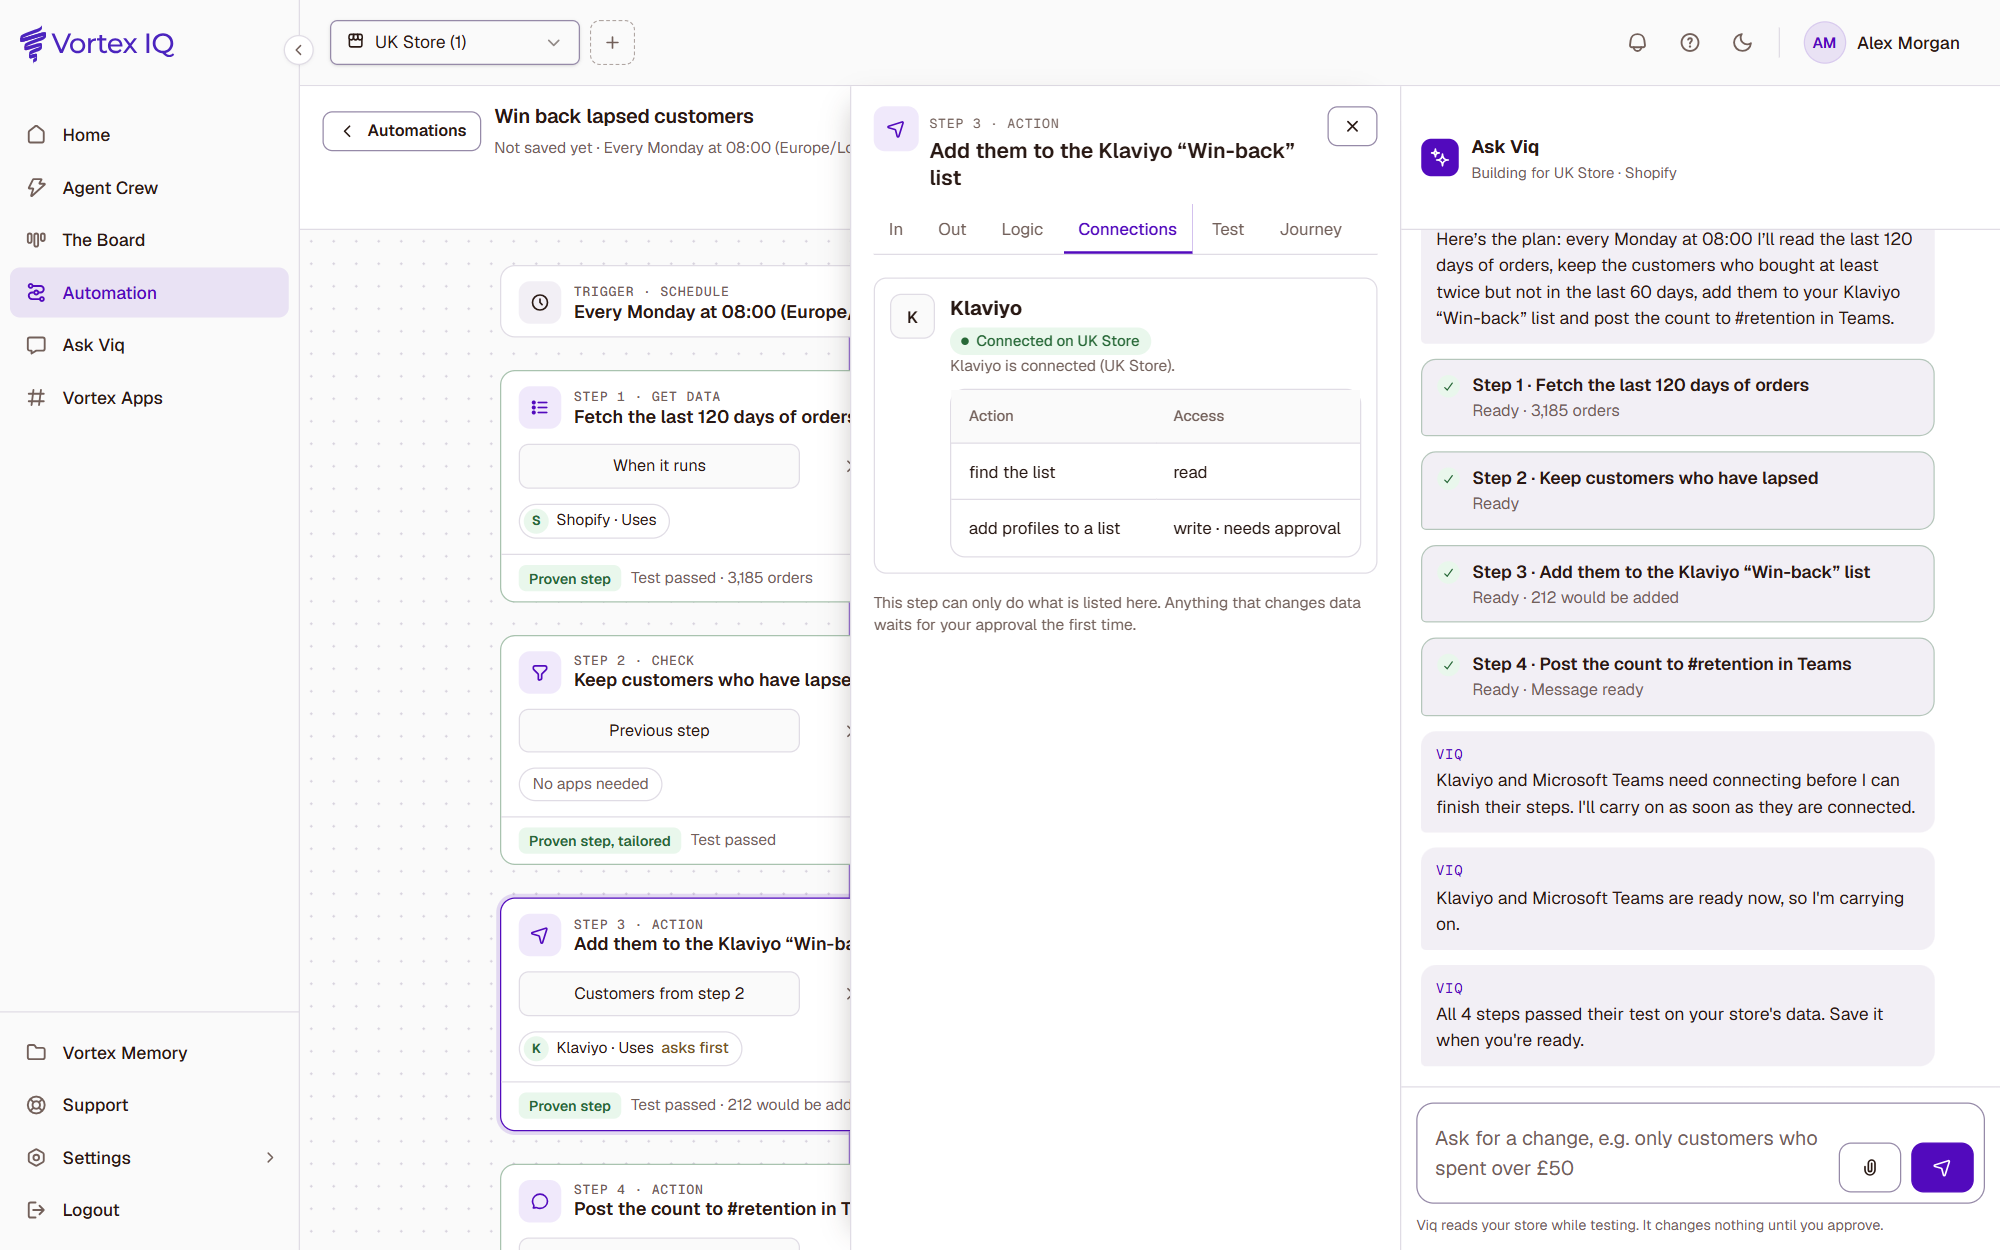 Vortex IQ
UK Store (1)
AM
Alex Morgan
Home
Agent Crew
The Board
Automation
Ask Viq
Vortex Apps
Vortex Memory
Support
Settings
Logout
Automations
Win back lapsed customers
Not saved yet · Every Monday at 08:00 (Europe/Lo
TRIGGER · SCHEDULE
Every Monday at 08:00 (Europe/
STEP 1 · GET DATA
Fetch the last 120 days of orders
When it runs
S
Shopify · Uses
Proven step
Test passed · 3,185 orders
STEP 2 · CHECK
Keep customers who have lapse
Previous step
No apps needed
Proven step, tailored
Test passed
STEP 3 · ACTION
Add them to the Klaviyo “Win-ba
Customers from step 2
K
Klaviyo · Uses asks first
Proven step
Test passed · 212 would be add
STEP 4 · ACTION
Post the count to #retention in T
STEP 3 · ACTION
Add them to the Klaviyo “Win-back”
list
In
Out
Logic
Connections
Test
Journey
K
Klaviyo
Connected on UK Store
Klaviyo is connected (UK Store).
Action
Access
find the list
read
add profiles to a list
write · needs approval
This step can only do what is listed here. Anything that changes data
waits for your approval the first time.
Ask Viq
Building for UK Store · Shopify
Here’s the plan: every Monday at 08:00 I’ll read the last 120
days of orders, keep the customers who bought at least
twice but not in the last 60 days, add them to your Klaviyo
“Win-back” list and post the count to #retention in Teams.
Step 1 · Fetch the last 120 days of orders
Ready · 3,185 orders
Step 2 · Keep customers who have lapsed
Ready
Step 3 · Add them to the Klaviyo “Win-back” list
Ready · 212 would be added
Step 4 · Post the count to #retention in Teams
Ready · Message ready
VIQ
Klaviyo and Microsoft Teams need connecting before I can
finish their steps. I'll carry on as soon as they are connected.
VIQ
Klaviyo and Microsoft Teams are ready now, so I'm carrying
on.
VIQ
All 4 steps passed their test on your store's data. Save it
when you're ready.
Ask for a change, e.g. only customers who
spent over £50
Viq reads your store while testing. It changes nothing until you approve.